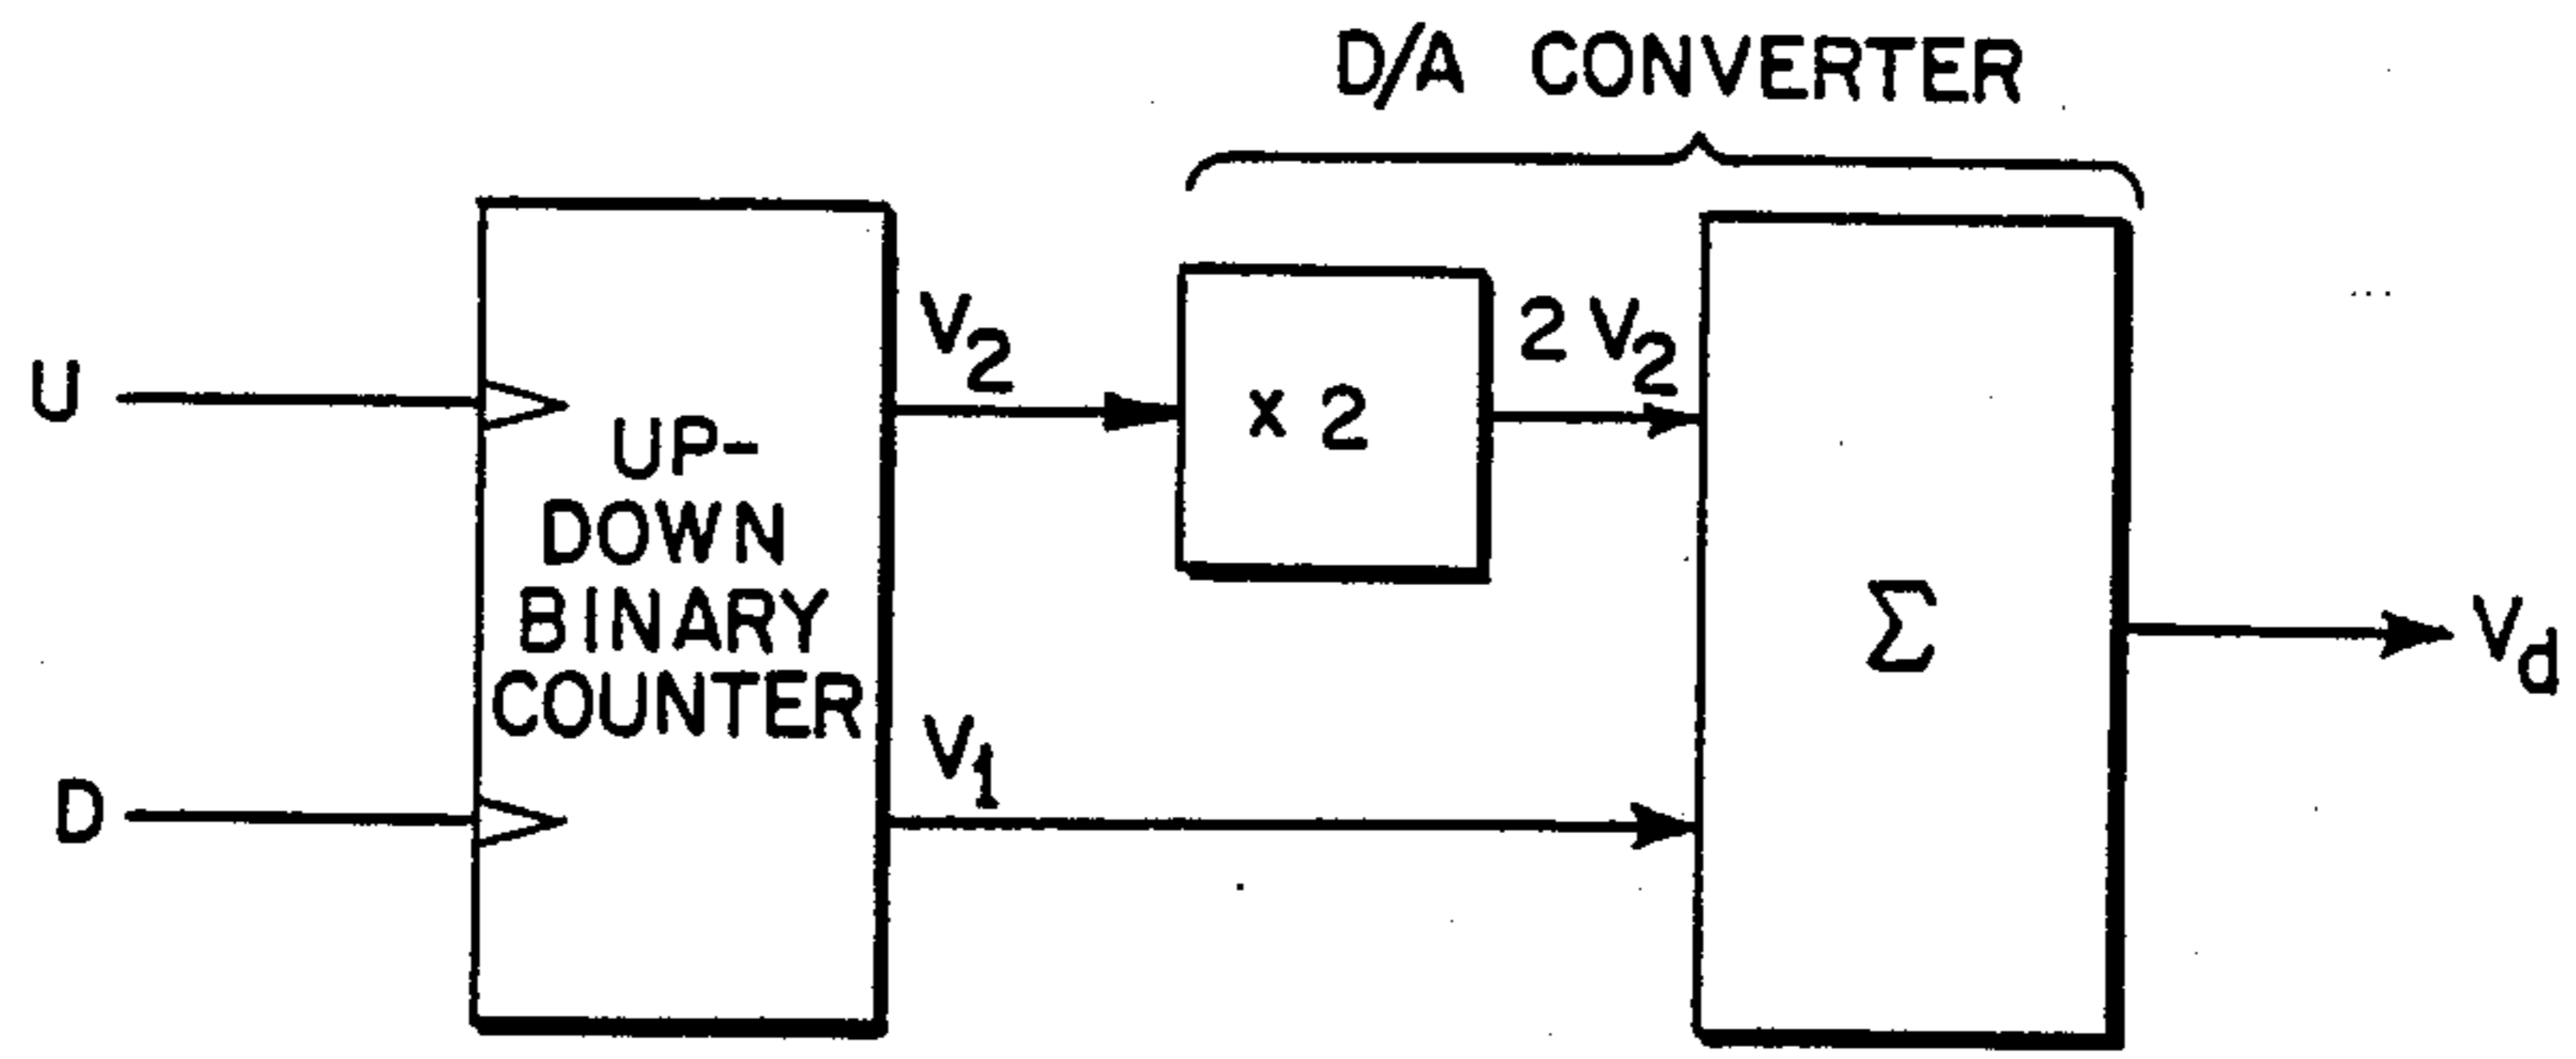 D/A CONVERTER
U
UP-
DOWN
BINARY
COUNTER
D
V2
x 2
2 V2
V1
Σ
Vd